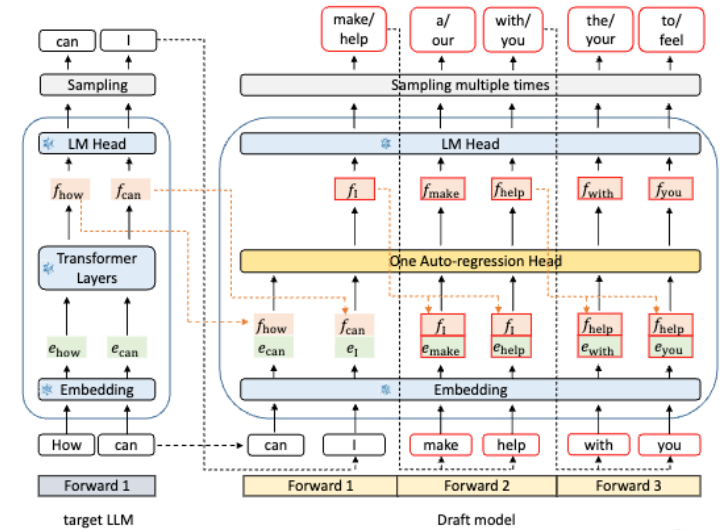 make/ a/ with/ the/ to/
can I help our you your feel
Sampling Sampling multiple times
LM Head LM Head
f_how f_can f_I f_make f_help f_with f_you
Transformer
Layers
One Auto-regression Head
f_how f_can f_I f_I f_help f_help
e_how e_can e_can e_I e_make e_help e_with e_you
Embedding Embedding
How can can I make help with you
Forward 1 Forward 1 Forward 2 Forward 3
target LLM Draft model